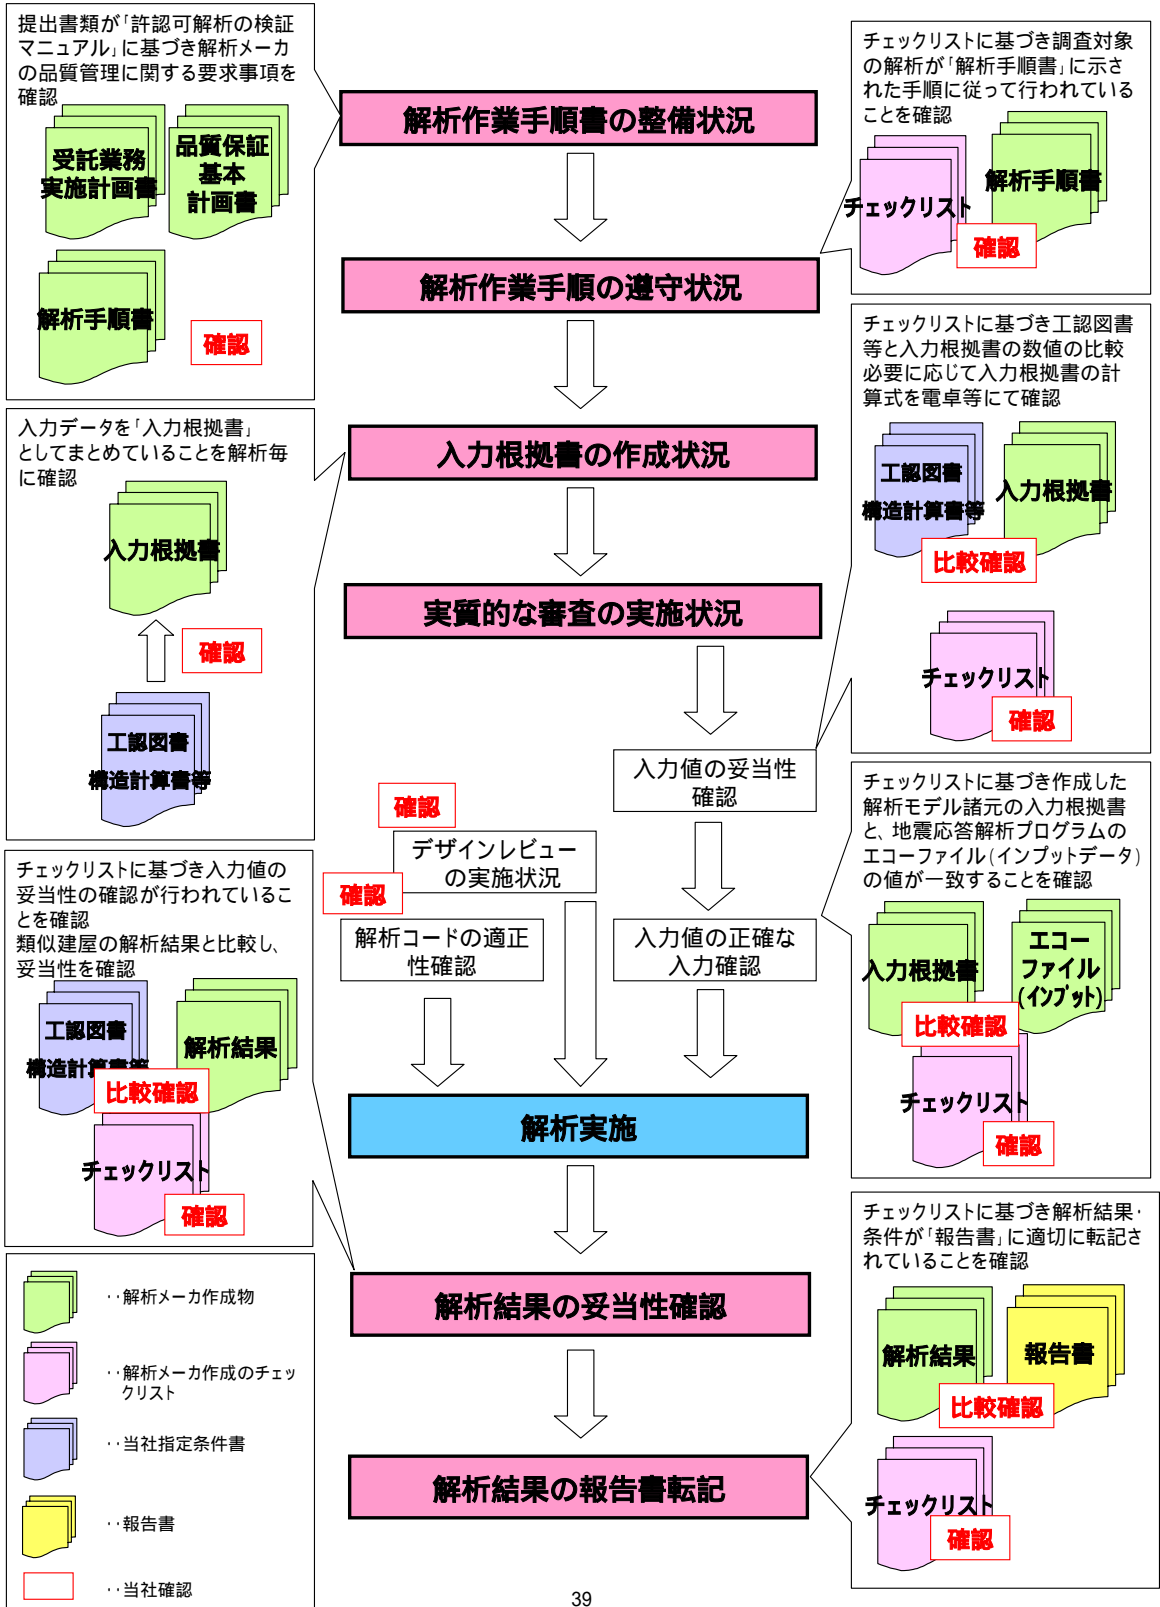 提出書類が「許認可解析の検証
マニュアル」に基づき解析メーカ
の品質管理に関する要求事項を
確認
受託業務
実施計画書
品質保証
基本
計画書
解析手順書
確認
解析作業手順書の整備状況
チェックリストに基づき調査対象
の解析が「解析手順書」に示さ
れた手順に従って行われている
ことを確認
チェックリスト
解析手順書
確認
解析作業手順の遵守状況
チェックリストに基づき工認図書
等と入力根拠書の数値の比較
必要に応じて入力根拠書の計
算式を電卓等にて確認
工認図書
構造計算書等
入力根拠書
比較確認
チェックリスト
確認
入力データを「入力根拠書」
としてまとめていることを解析毎
に確認
入力根拠書
確認
工認図書
構造計算書等
入力根拠書の作成状況
実質的な審査の実施状況
入力値の妥当性
確認
確認
デザインレビュー
の実施状況
確認
解析コードの適正
性確認
入力値の正確な
入力確認
チェックリストに基づき作成した
解析モデル諸元の入力根拠書
と、地震応答解析プログラムの
エコーファイル(インプットデータ)
の値が一致することを確認
入力根拠書
エコー
ファイル
(インプット)
比較確認
チェックリスト
確認
チェックリストに基づき入力値の
妥当性の確認が行われているこ
とを確認
類似建屋の解析結果と比較し、
妥当性を確認
工認図書
構造計算書等
解析結果
比較確認
チェックリスト
確認
解析実施
解析結果の妥当性確認
チェックリストに基づき解析結果・
条件が「報告書」に適切に転記さ
れていることを確認
解析結果
報告書
比較確認
チェックリスト
確認
解析結果の報告書転記
‥解析メーカ作成物
‥解析メーカ作成のチェッ
クリスト
‥当社指定条件書
‥報告書
‥当社確認
39